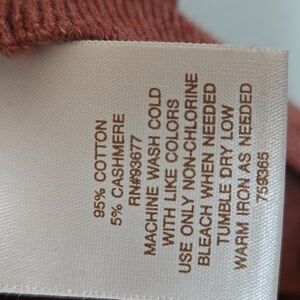 95% COTTON
5% CASHMERE
RN#93677
MACHINE WASH COLD
WITH LIKE COLORS
USE ONLY NON-CHLORINE
BLEACH WHEN NEEDED
TUMBLE DRY LOW
WARM IRON AS NEEDED
759365